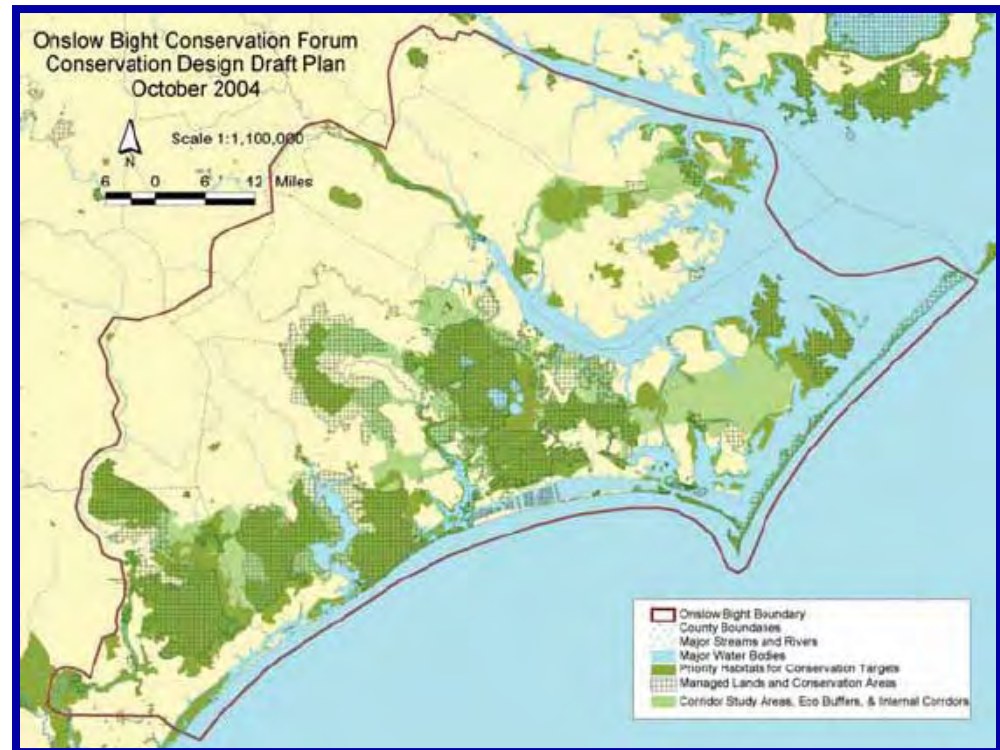 Onslow Bight Conservation Forum
Conservation Design Draft Plan
October 2004
Scale 1:1,100,000
N
6 0 6 12 Miles
Onslow Bight Boundary
County Boundaries
Major Streams and Rivers
Major Water Bodies
Priority Habitats for Conservation Targets
Managed Lands and Conservation Areas
Corridor Study Areas, Eco Buffers, & Internal Corridors